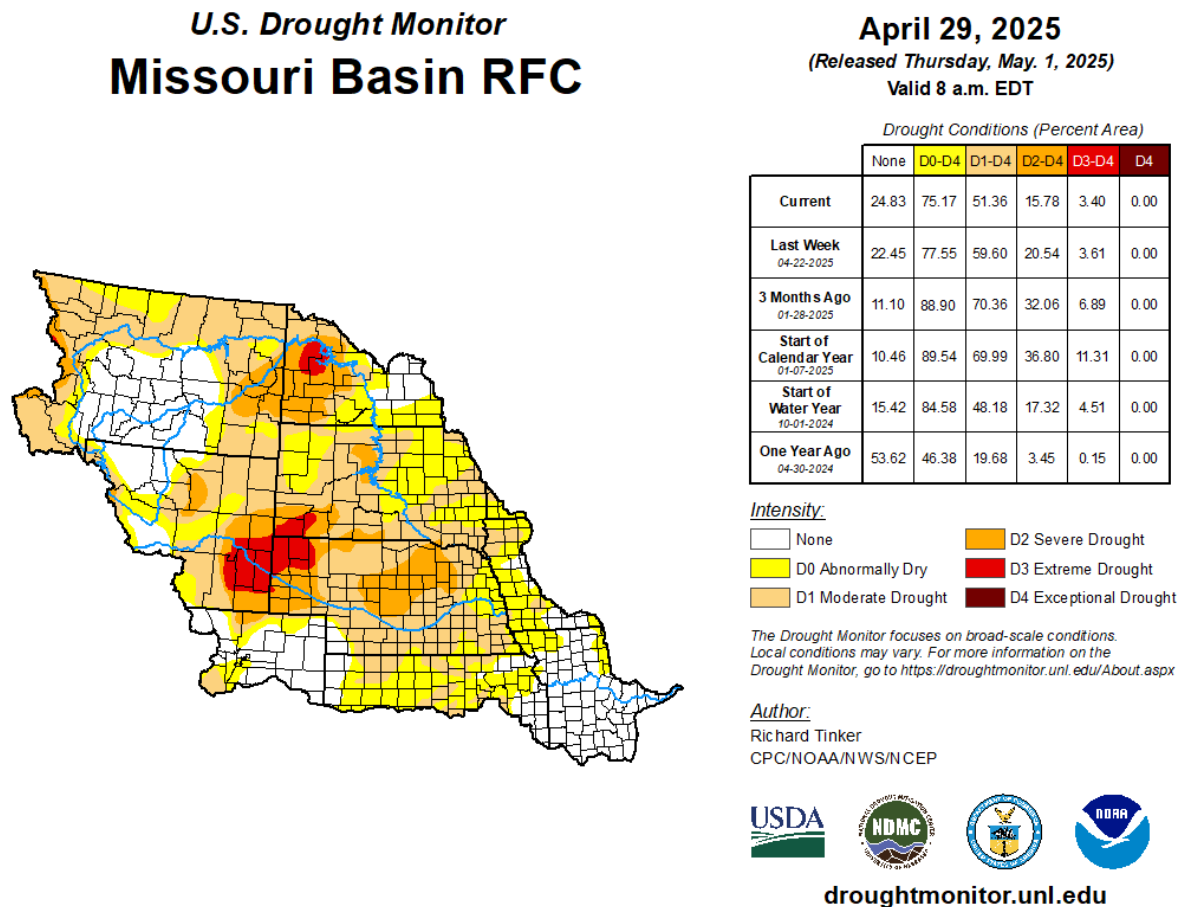 U.S. Drought Monitor
Missouri Basin RFC
April 29, 2025
(Released Thursday, May. 1, 2025)
Valid 8 a.m. EDT
Drought Conditions (Percent Area)
None D0-D4 D1-D4 D2-D4 D3-D4 D4
Current 24.83 75.17 51.36 15.78 3.40 0.00
Last Week
04-22-2025 22.45 77.55 59.60 20.54 3.61 0.00
3 Months Ago
01-28-2025 11.10 88.90 70.36 32.06 6.89 0.00
Start of
Calendar Year
01-07-2025 10.46 89.54 69.99 36.80 11.31 0.00
Start of
Water Year
10-01-2024 15.42 84.58 48.18 17.32 4.51 0.00
One Year Ago
04-30-2024 53.62 46.38 19.68 3.45 0.15 0.00
Intensity:
None
D0 Abnormally Dry
D1 Moderate Drought
D2 Severe Drought
D3 Extreme Drought
D4 Exceptional Drought
The Drought Monitor focuses on broad-scale conditions.
Local conditions may vary. For more information on the
Drought Monitor, go to https://droughtmonitor.unl.edu/About.aspx
Author:
Richard Tinker
CPC/NOAA/NWS/NCEP
USDA
NDMC
NOAA
droughtmonitor.unl.edu